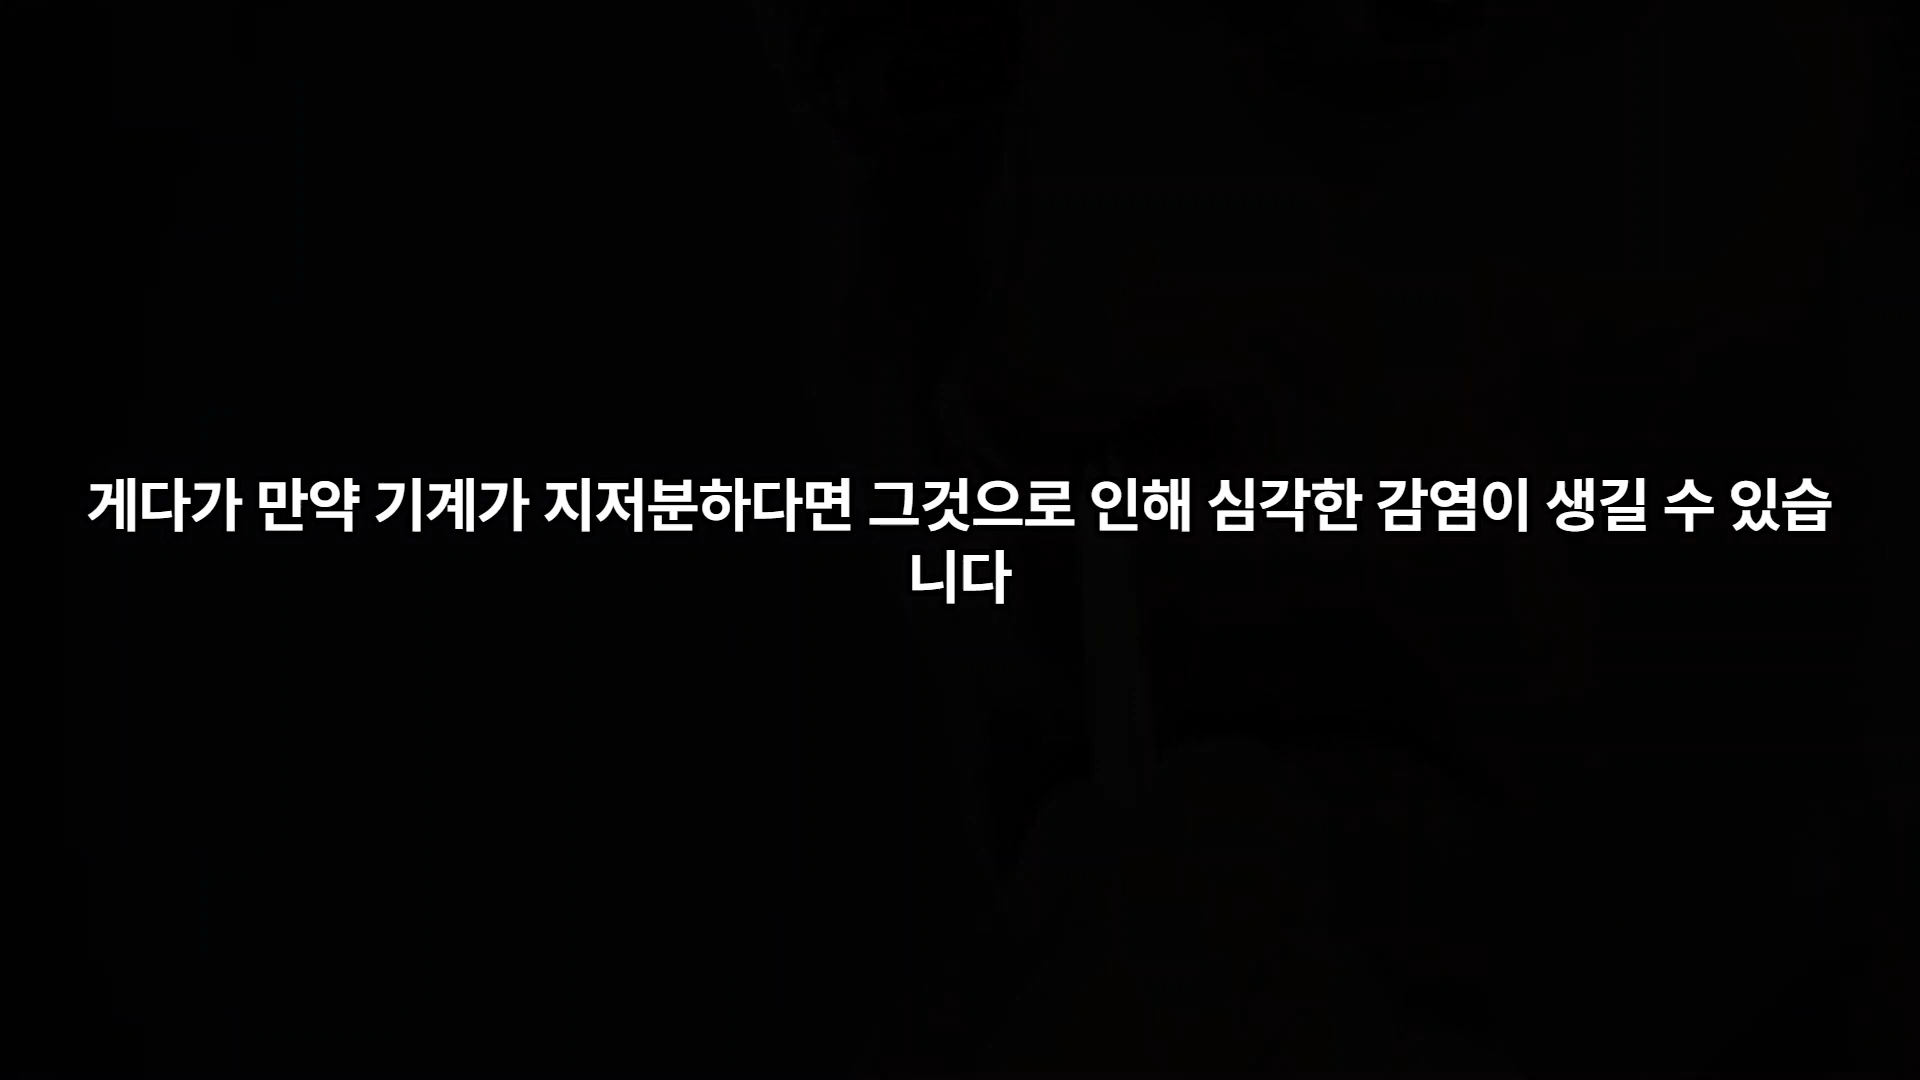 게다가 만약 기계가 지저분하다면 그것으로 인해 심각한 감염이 생길 수 있습
니다